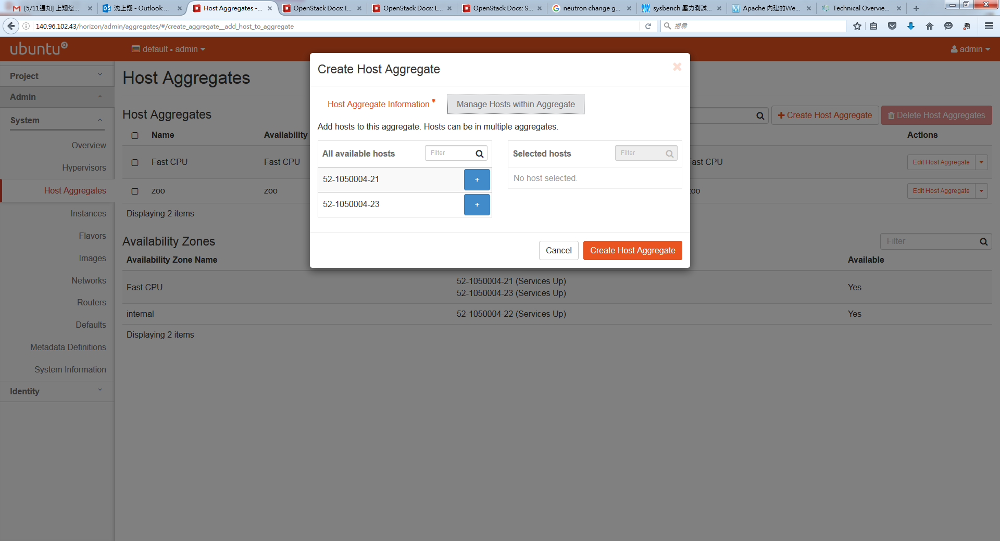 [5/11通知] 上翔您...
沈上翔 - Outlook ...
Host Aggregates -...
OpenStack Docs: I...
OpenStack Docs: L...
OpenStack Docs: S...
neutron change g...
sysbench 壓力測試...
Apache 內建的We...
Technical Overvie...
140.96.102.43/horizon/admin/aggregates/#/create_aggregate__add_host_to_aggregate
搜尋
ubuntu
default • admin
admin
Project
Admin
System
Overview
Hypervisors
Host Aggregates
Instances
Flavors
Images
Networks
Routers
Defaults
Metadata Definitions
System Information
Identity
Host Aggregates
Host Aggregates
Create Host Aggregate
Delete Host Aggregates
Name
Availability
Actions
Fast CPU
Fast CPU
Fast CPU
Edit Host Aggregate
zoo
zoo
zoo
Edit Host Aggregate
Displaying 2 items
Availability Zones
Filter
Availability Zone Name
Available
Fast CPU
52-1050004-21 (Services Up)
52-1050004-23 (Services Up)
Yes
internal
52-1050004-22 (Services Up)
Yes
Displaying 2 items
Create Host Aggregate
Host Aggregate Information *
Manage Hosts within Aggregate
Add hosts to this aggregate. Hosts can be in multiple aggregates.
All available hosts
Filter
52-1050004-21
+
52-1050004-23
+
Selected hosts
Filter
No host selected.
Cancel
Create Host Aggregate